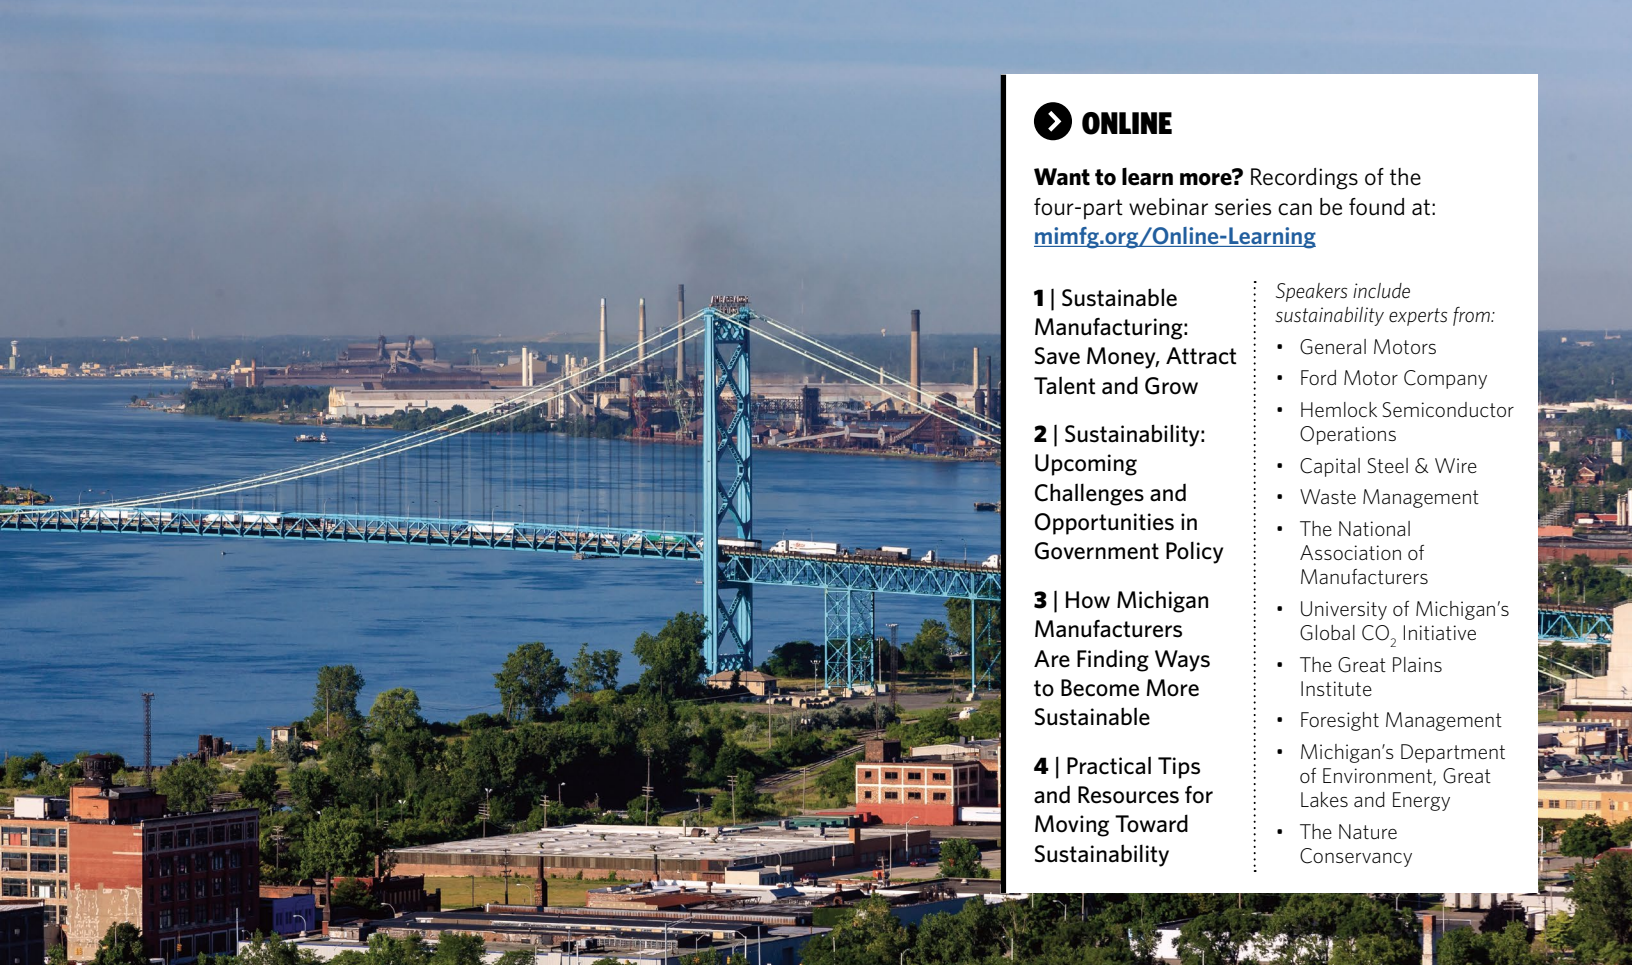 ONLINE
Want to learn more? Recordings of the
four-part webinar series can be found at:
mimfg.org/Online-Learning
1 | Sustainable
Manufacturing:
Save Money, Attract
Talent and Grow
2 | Sustainability:
Upcoming
Challenges and
Opportunities in
Government Policy
3 | How Michigan
Manufacturers
Are Finding Ways
to Become More
Sustainable
4 | Practical Tips
and Resources for
Moving Toward
Sustainability
Speakers include
sustainability experts from:
• General Motors
• Ford Motor Company
• Hemlock Semiconductor
Operations
• Capital Steel & Wire
• Waste Management
• The National
Association of
Manufacturers
• University of Michigan’s
Global CO₂ Initiative
• The Great Plains
Institute
• Foresight Management
• Michigan’s Department
of Environment, Great
Lakes and Energy
• The Nature
Conservancy